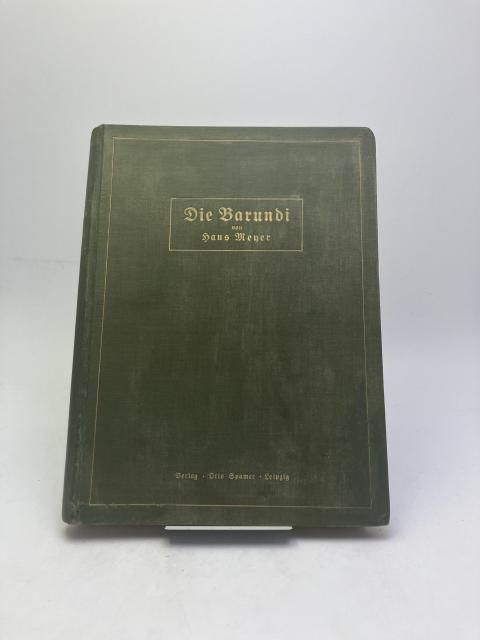 Die Barundi
von
Hans Meyer
Verlag · Otto Spamer · Leipzig